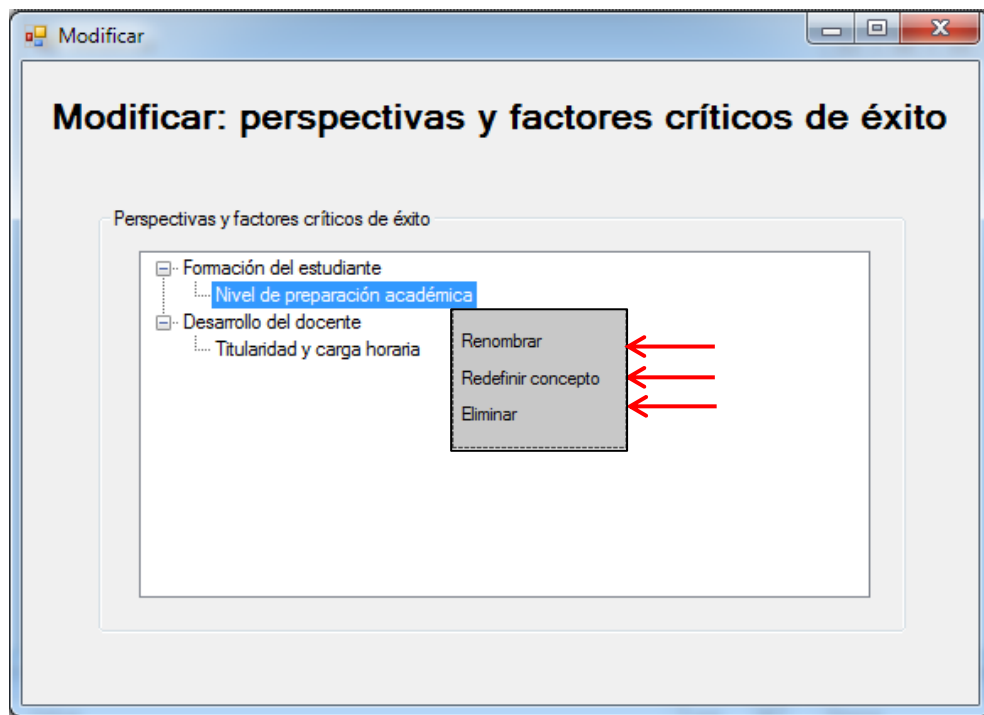 Modificar
Modificar: perspectivas y factores críticos de éxito
Perspectivas y factores críticos de éxito
Formación del estudiante
Nivel de preparación académica
Desarrollo del docente
Titularidad y carga horaria
Renombrar
Redefinir concepto
Eliminar